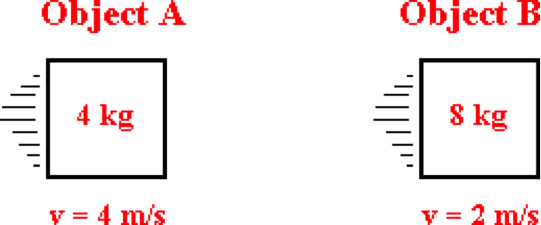 Object A
Object B
4 kg
8 kg
v = 4 m/s
v = 2 m/s